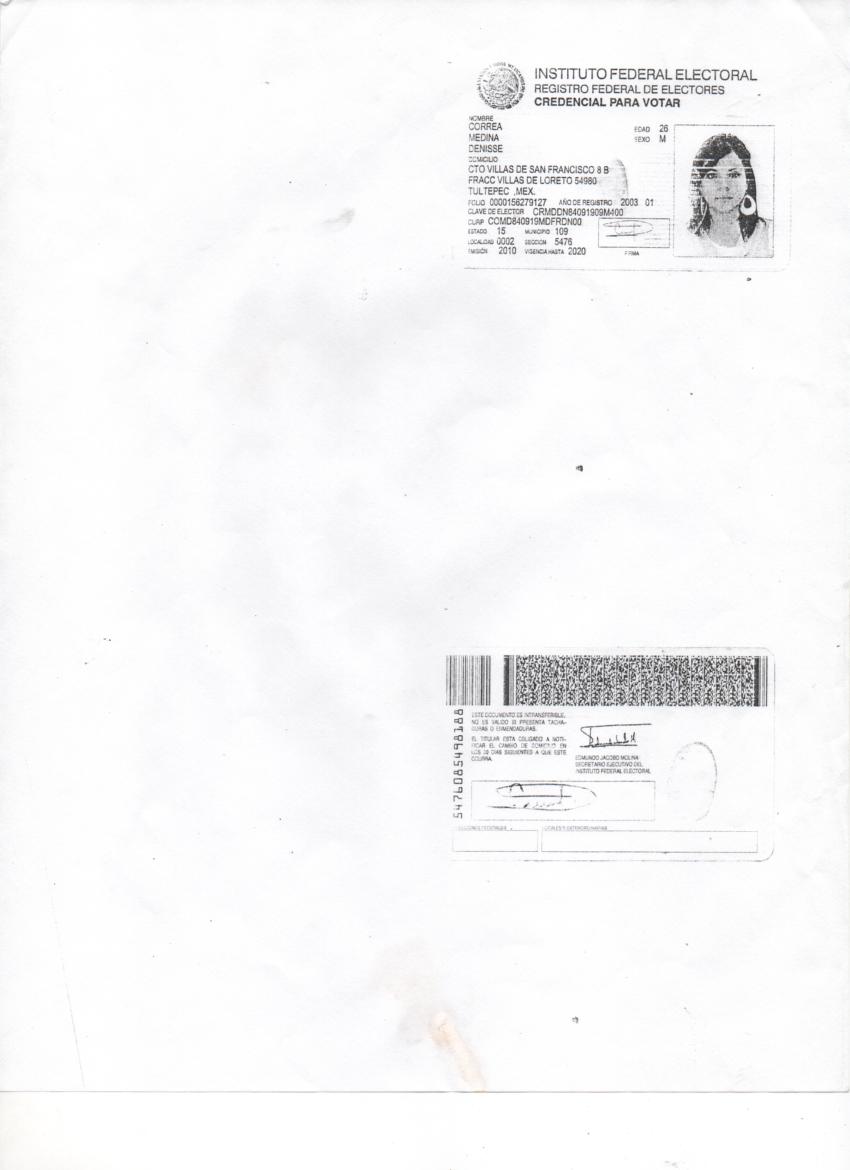 INSTITUTO FEDERAL ELECTORAL
REGISTRO FEDERAL DE ELECTORES
CREDENCIAL PARA VOTAR
NOMBRE
CORREA
MEDINA
DENISSE
EDAD 26
SEXO M
DOMICILIO
CTO VILLAS DE SAN FRANCISCO 8 B
FRACC VILLAS DE LORETO 54980
TULTEPEC ,MEX.
FOLIO 0000156279127 AÑO DE REGISTRO 2003 01
CLAVE DE ELECTOR CRMDDN84091909M400
CURP COMD840919MDFRDN00
ESTADO 15 MUNICIPIO 109
LOCALIDAD 0002 SECCION 5476
EMISIÓN 2010 VIGENCIA HASTA 2020
FIRMA
ESTE DOCUMENTO ES INTRANSFERIBLE,
NO ES VALIDO SI PRESENTA TACHA-
DURAS O ENMENDADURAS.
EL TITULAR ESTA OBLIGADO A NOTI-
FICAR EL CAMBIO DE DOMICILIO EN
LOS 30 DIAS SIGUIENTES A QUE ESTE
OCURRA.
EDMUNDO JACOBO MOLINA
SECRETARIO EJECUTIVO DEL
INSTITUTO FEDERAL ELECTORAL
ELECCIONES FEDERALES
LOCALES Y EXTRAORDINARIAS